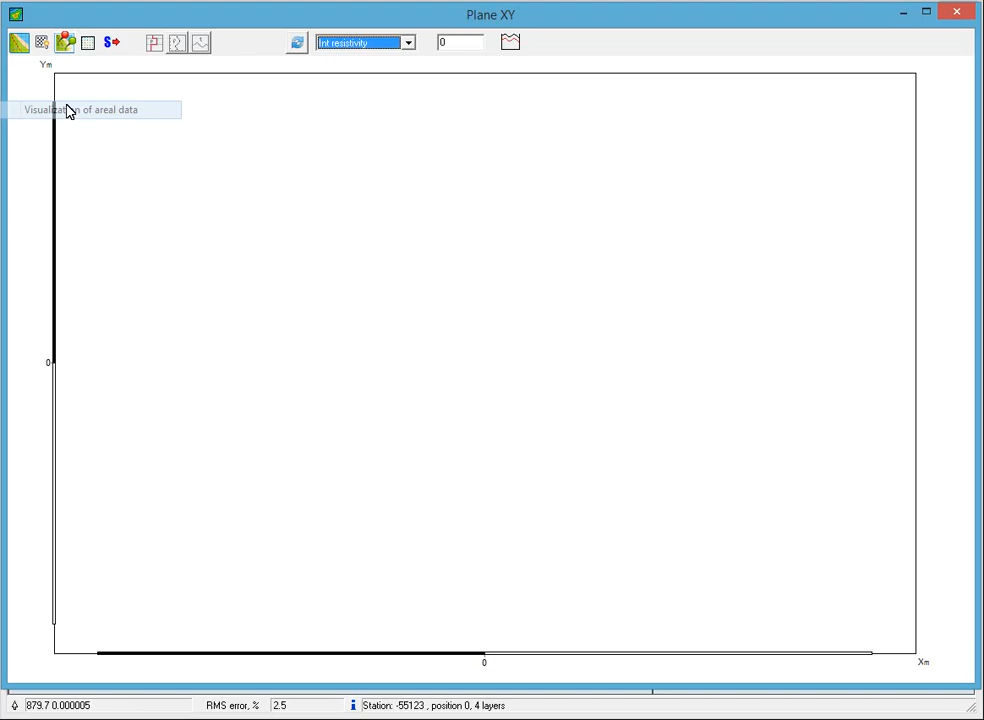 Plane XY
S
int resistivity
0
Ym
Visualization of areal data
0
0
Xm
879.7 0.000005
RMS error, %
2.5
i
Station: -55123 , position 0, 4 layers